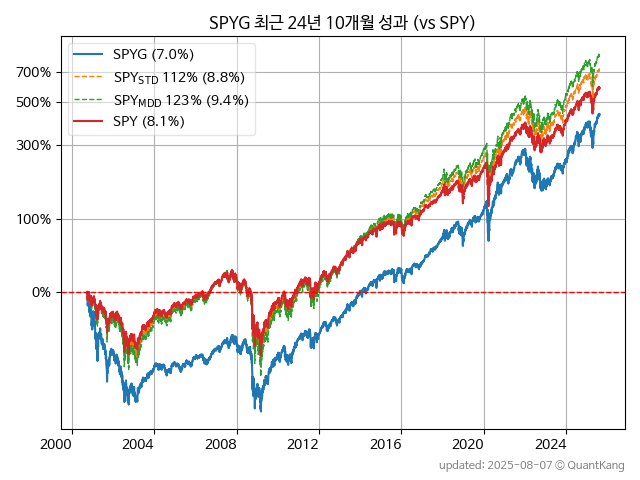 SPYG 최근 24년 10개월 성과 (vs SPY)
SPYG (7.0%)
SPY_STD 112% (8.8%)
SPY_MDD 123% (9.4%)
SPY (8.1%)
700%
500%
300%
100%
0%
2000 2004 2008 2012 2016 2020 2024
updated: 2025-08-07 © QuantKang